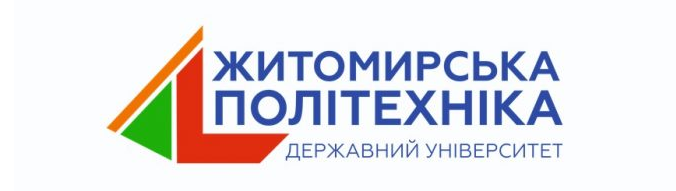 ЖИТОМИРСЬКА
ПОЛІТЕХНІКА
ДЕРЖАВНИЙ УНІВЕРСИТЕТ